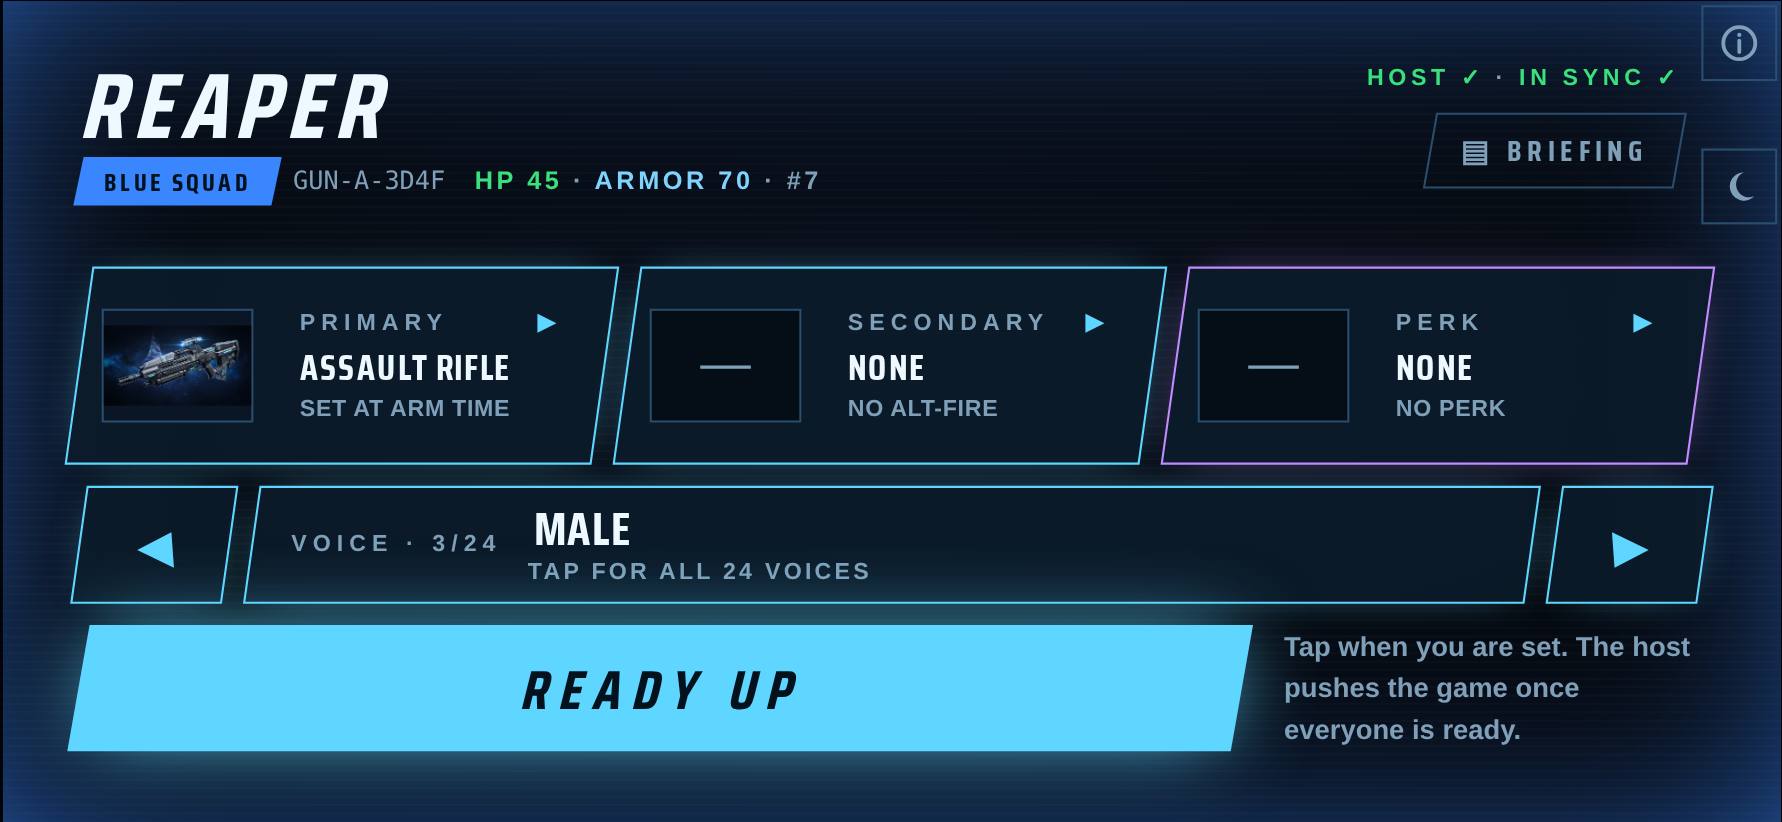 REAPER
HOST ✓ · IN SYNC ✓
BRIEFING
BLUE SQUAD GUN-A-3D4F HP 45 · ARMOR 70 · #7
PRIMARY
ASSAULT RIFLE
SET AT ARM TIME
SECONDARY
NONE
NO ALT-FIRE
PERK
NONE
NO PERK
VOICE · 3/24
MALE
TAP FOR ALL 24 VOICES
READY UP
Tap when you are set. The host
pushes the game once
everyone is ready.